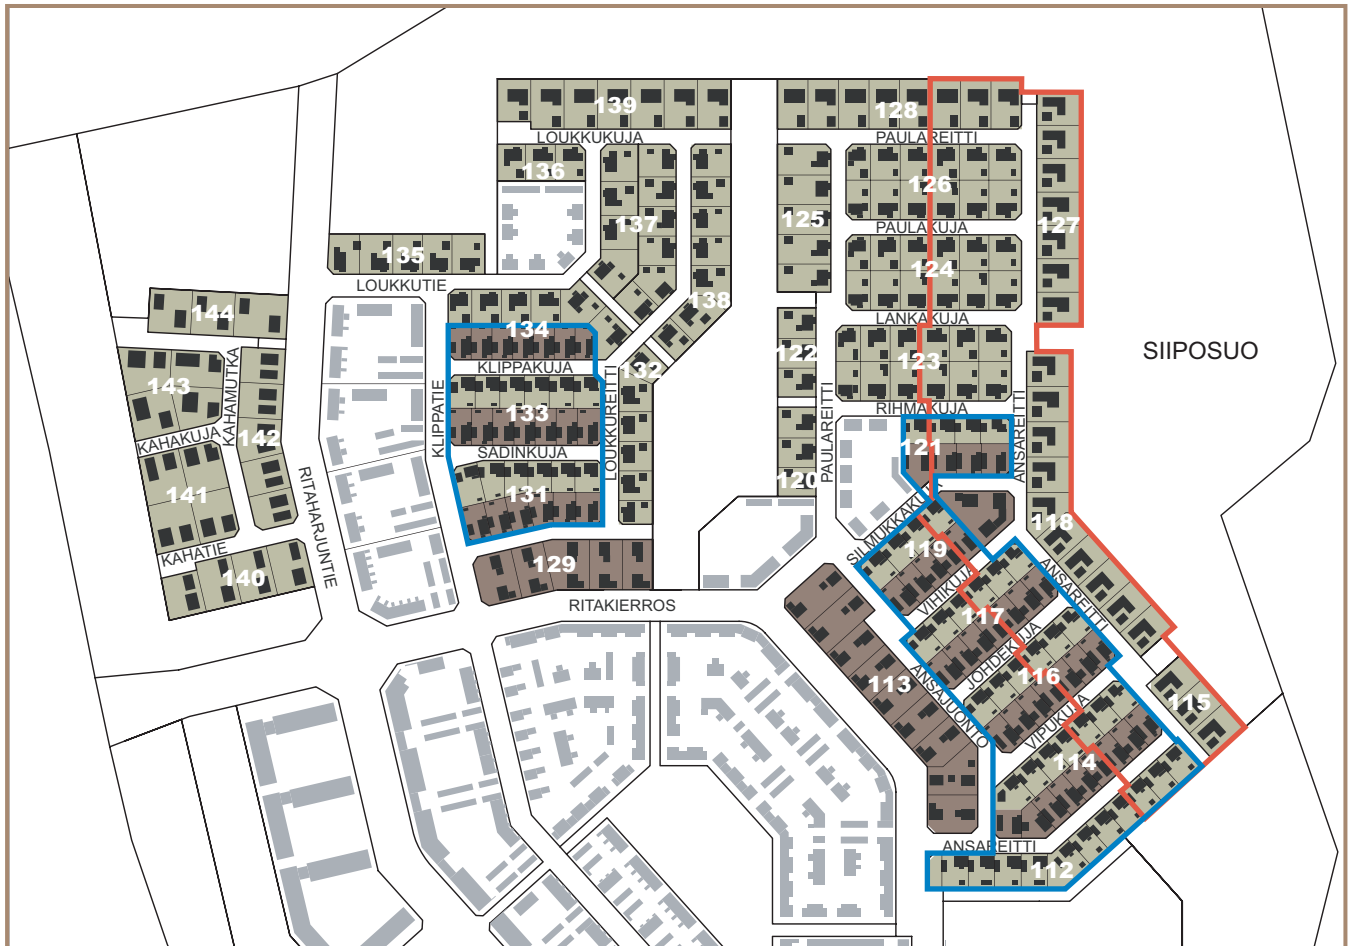 139
128
LOUKKUKUJA
PAULAREITTI
136
126
125
137
127
PAULAKUJA
135
124
LOUKKUTIE
138
144
LANKAKUJA
134
122
123
SIIPOSUO
143
KAHAMUTKA
KLIPPAKUJA
132
LOUKKUREITTI
KLIPPATIE
133
PAULAREITTI
RIHMAKUJA
ANSAREITTI
KAHAKUJA
142
121
SADINKUJA
120
141
131
RITAHARJUNTIE
SILMUKKAKUJA
118
KAHATIE
119
140
129
VIHIKUJA
ANSAREITTI
RITAKIERROS
117
JOHDEKUJA
113
116
ANSAJUONTO
115
VIPUKUJA
114
ANSAREITTI
112